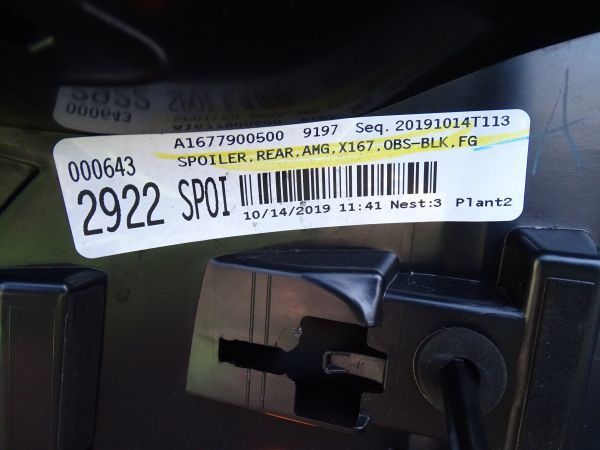 A1677900500 9197 Seq.20191014T113
000643 SPOILER,REAR,AMG,X167,OBS-BLK,FG
2922 SPOI
10/14/2019 11:41 Nest:3 Plant2